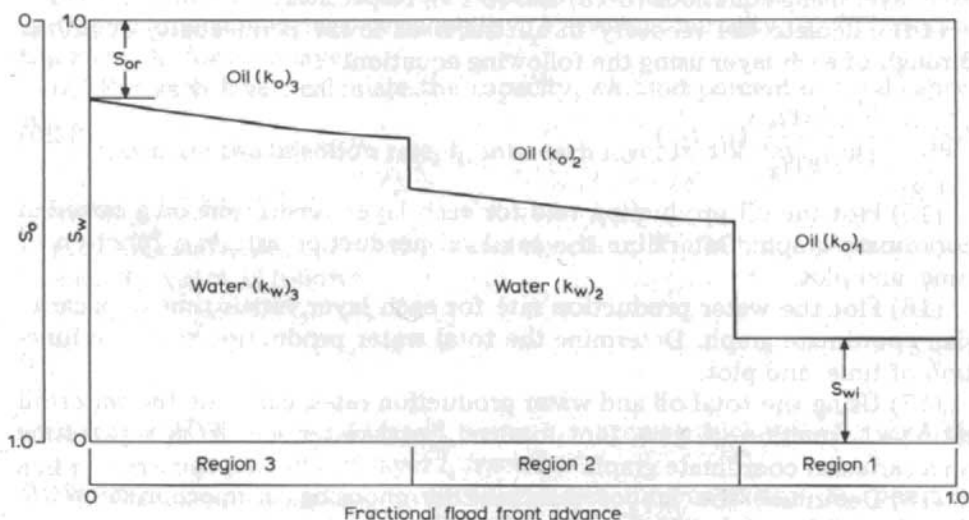 0
1.0
S_or
Oil (k_o)_3
Oil (k_o)_2
Oil (k_o)_1
S_o
S_w
Water (k_w)_3
Water (k_w)_2
S_wi
1.0
0
Region 3
Region 2
Region 1
0
1.0
Fractional flood front advance